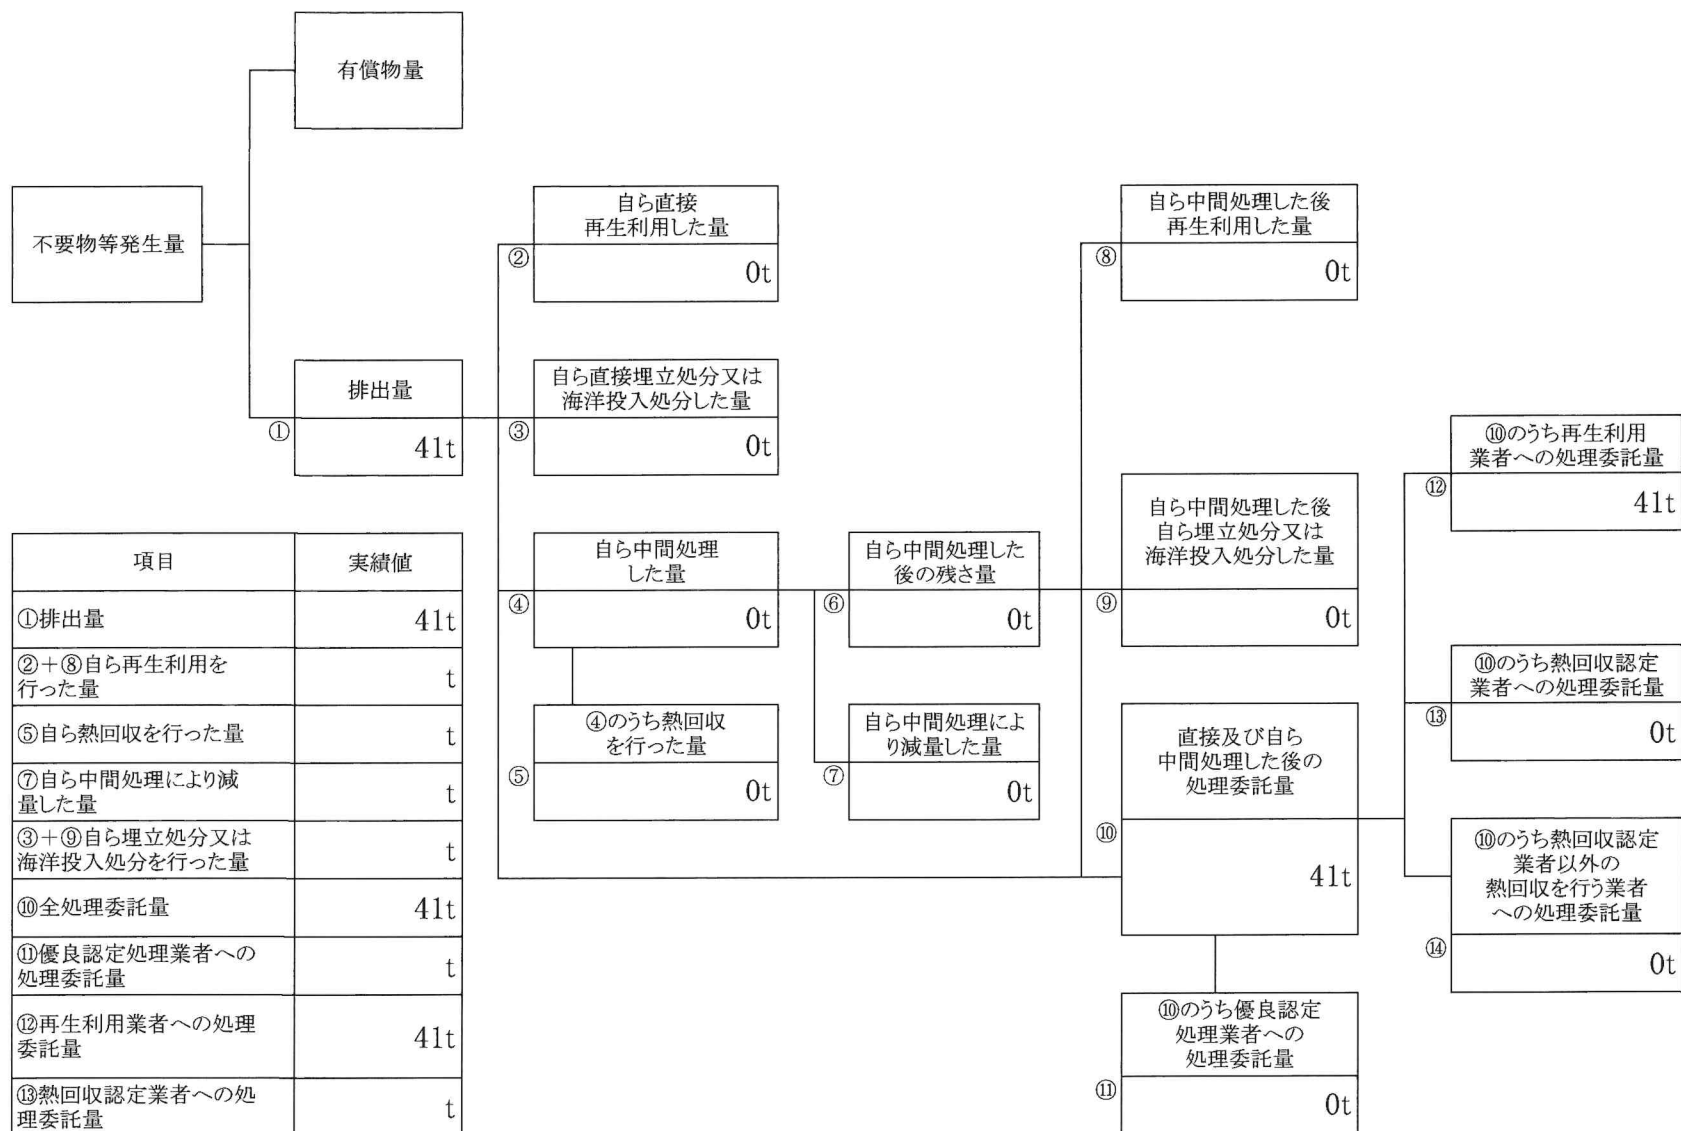 有償物量
不要物等発生量
排出量
①
41t
自ら直接
再生利用した量
②
0t
自ら直接埋立処分又は
海洋投入処分した量
③
0t
自ら中間処理
した量
④
0t
④のうち熱回収
を行った量
⑤
0t
自ら中間処理した
後の残さ量
⑥
0t
自ら中間処理によ
り減量した量
⑦
0t
自ら中間処理した後
再生利用した量
⑧
0t
自ら中間処理した後
自ら埋立処分又は
海洋投入処分した量
⑨
0t
直接及び自ら
中間処理した後の
処理委託量
⑩
41t
⑩のうち優良認定
処理業者への
処理委託量
⑪
0t
⑩のうち再生利用
業者への処理委託量
⑫
41t
⑩のうち熱回収認定
業者への処理委託量
⑬
0t
⑩のうち熱回収認定
業者以外の
熱回収を行う業者
への処理委託量
⑭
0t
項目 実績値
①排出量 41t
②+⑧自ら再生利用を
行った量 t
⑤自ら熱回収を行った量 t
⑦自ら中間処理により減
量した量 t
③+⑨自ら埋立処分又は
海洋投入処分を行った量 t
⑩全処理委託量 41t
⑪優良認定処理業者への
処理委託量 t
⑫再生利用業者への処理
委託量 41t
⑬熱回収認定業者への処
理委託量 t